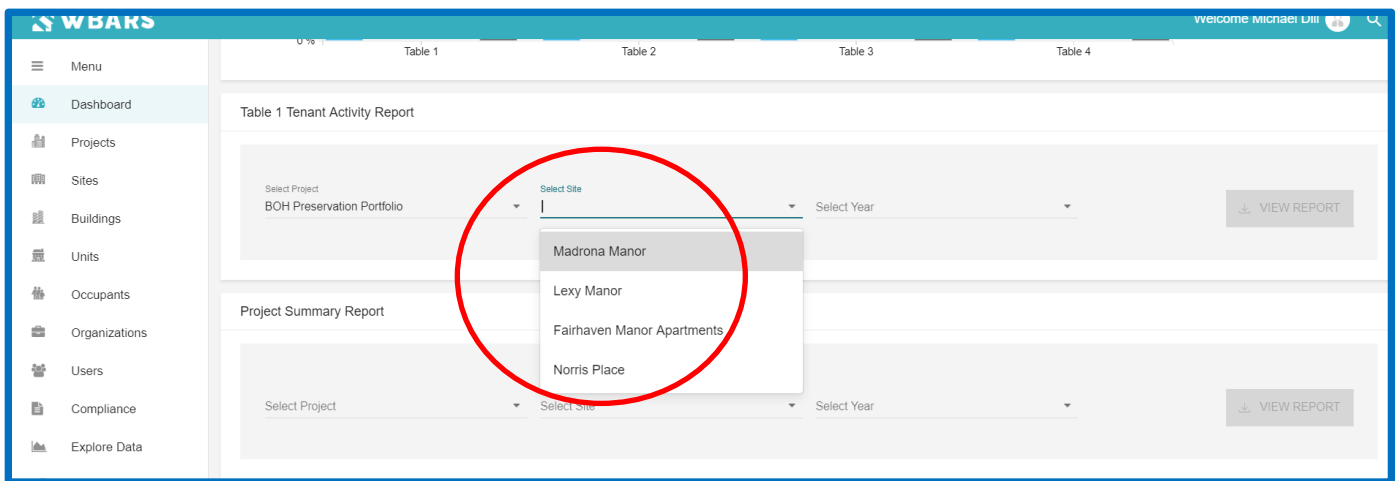 WBARS
Welcome Michael Dill
0 %
Table 1 Table 2 Table 3 Table 4
Menu
Dashboard
Projects
Sites
Buildings
Units
Occupants
Organizations
Users
Compliance
Explore Data
Table 1 Tenant Activity Report
Select Project Select Site
BOH Preservation Portfolio Select Year VIEW REPORT
Madrona Manor
Lexy Manor
Fairhaven Manor Apartments
Norris Place
Project Summary Report
Select Project Select Site Select Year VIEW REPORT